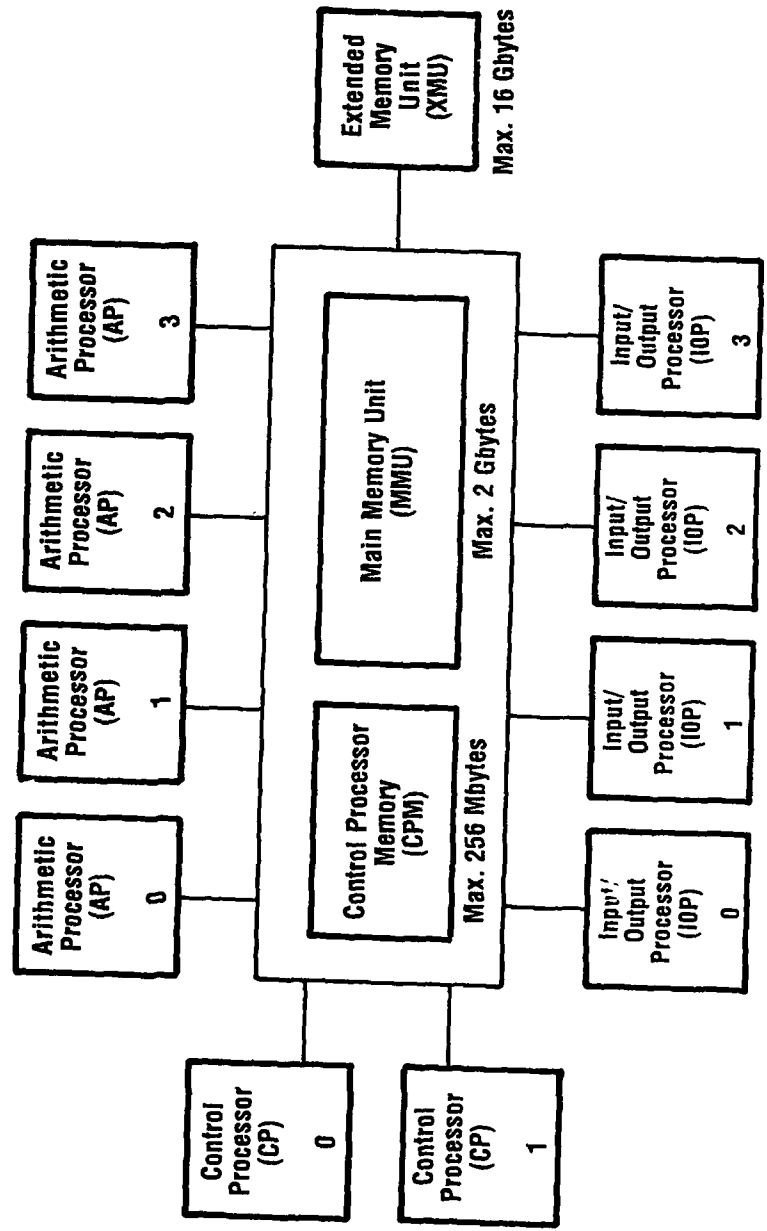 Arithmetic
Processor
(AP)
0
Arithmetic
Processor
(AP)
1
Arithmetic
Processor
(AP)
2
Arithmetic
Processor
(AP)
3
Control
Processor
(CP)
0
Control
Processor
(CP)
1
Control Processor
Memory
(CPM)
Max. 256 Mbytes
Main Memory Unit
(MMU)
Max. 2 Gbytes
Extended
Memory
Unit
(XMU)
Max. 16 Gbytes
Input/
Output
Processor
(IOP)
0
Input/
Output
Processor
(IOP)
1
Input/
Output
Processor
(IOP)
2
Input/
Output
Processor
(IOP)
3